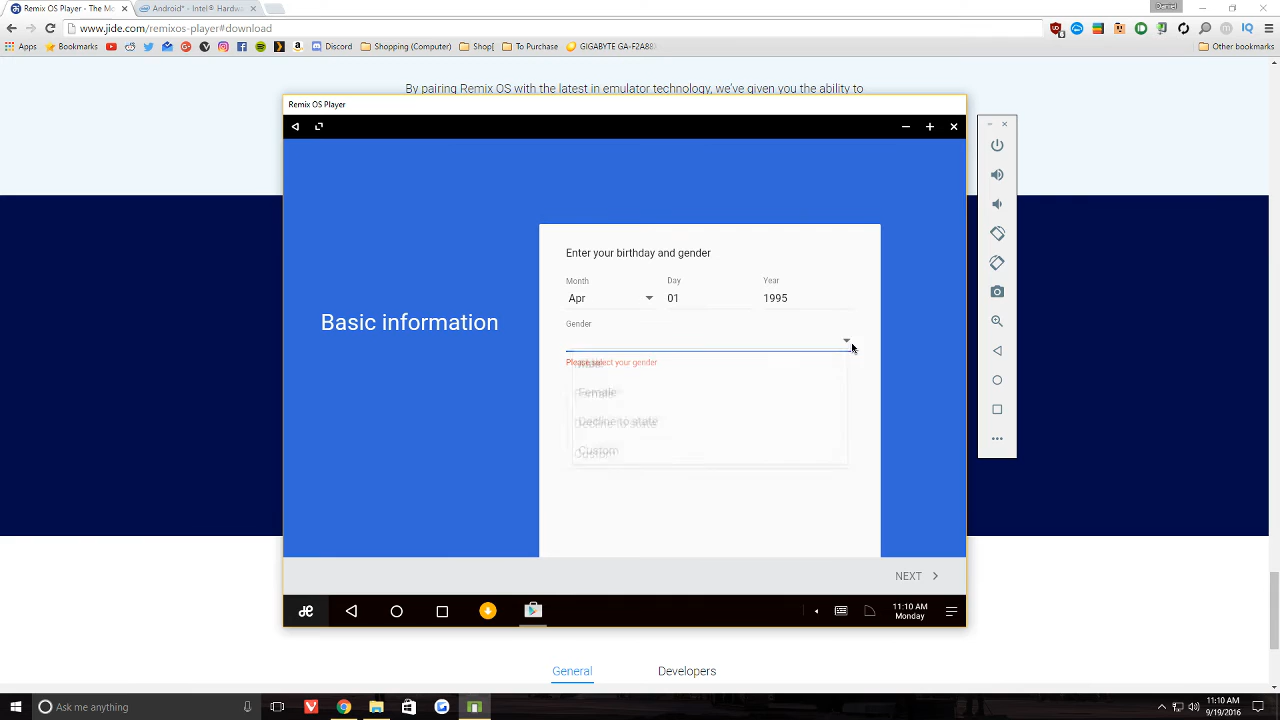 Remix OS Player - The Mo
Android* - Intel® Hardwa
Daniel
www.jide.com/remixos-player#download
Apps
Bookmarks
Discord
Shopping (Computer)
Shop|
To Purchase
GIGABYTE GA-F2A88
Other bookmarks
By pairing Remix OS with the latest in emulator technology, we've given you the ability to
Remix OS Player
Enter your birthday and gender
Month
Day
Year
Apr
01
1995
Basic information
Gender
Please select your gender
Male
Female
Decline to state
Custom
NEXT
11:10 AM
Monday
General
Developers
Ask me anything
11:10 AM
9/19/2016